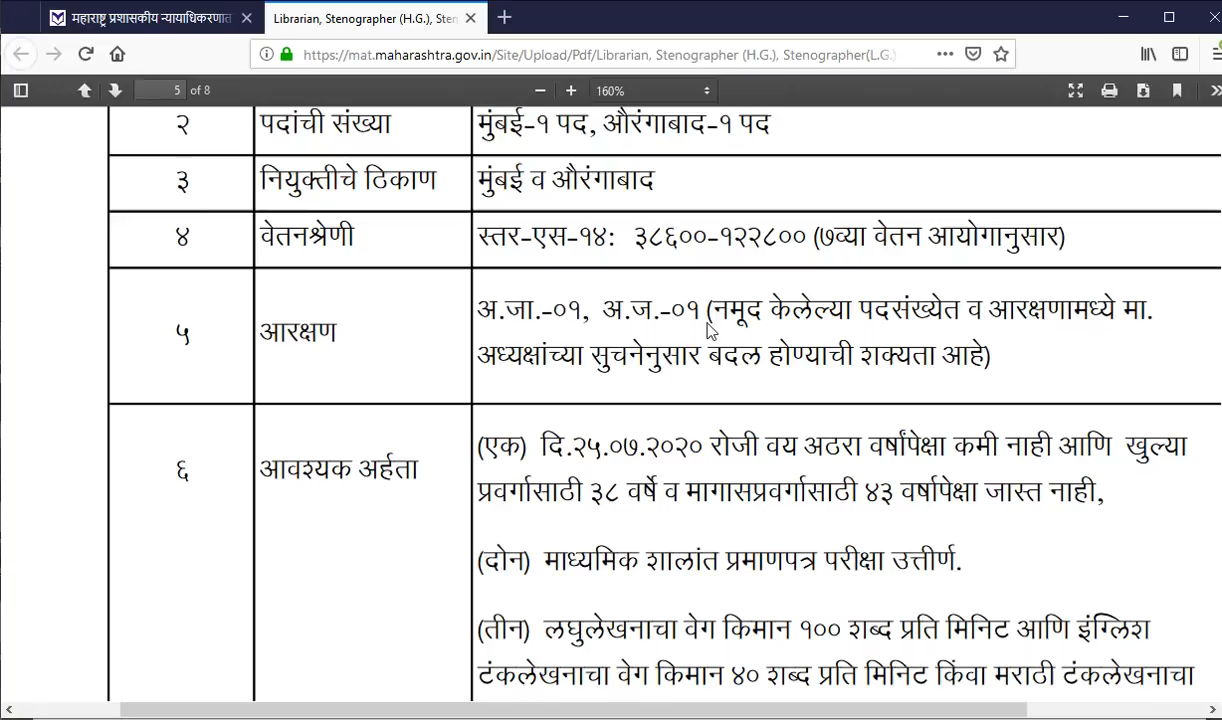 महाराष्ट्र प्रशासकीय न्यायाधिकरणात
Librarian, Stenographer (H.G.), Sten
https://mat.maharashtra.gov.in/Site/Upload/Pdf/Librarian, Stenographer (H.G.), Stenographer(L.G.)
5 of 8
160%
२ पदांची संख्या मुंबई-१ पद, औरंगाबाद-१ पद
३ नियुक्तीचे ठिकाण मुंबई व औरंगाबाद
४ वेतनश्रेणी स्तर-एस-१४: ३८६००-१२२८०० (७व्या वेतन आयोगानुसार)
५ आरक्षण अ.जा.-०१, अ.ज.-०१ (नमूद केलेल्या पदसंख्येत व आरक्षणामध्ये मा.
अध्यक्षांच्या सुचनेनुसार बदल होण्याची शक्यता आहे)
६ आवश्यक अर्हता (एक) दि.२५.०७.२०२० रोजी वय अठरा वर्षांपेक्षा कमी नाही आणि खुल्या
प्रवर्गासाठी ३८ वर्षे व मागासप्रवर्गासाठी ४३ वर्षापेक्षा जास्त नाही,
(दोन) माध्यमिक शालांत प्रमाणपत्र परीक्षा उत्तीर्ण.
(तीन) लघुलेखनाचा वेग किमान १०० शब्द प्रति मिनिट आणि इंग्लिश
टंकलेखनाचा वेग किमान ४० शब्द प्रति मिनिट किंवा मराठी टंकलेखनाचा